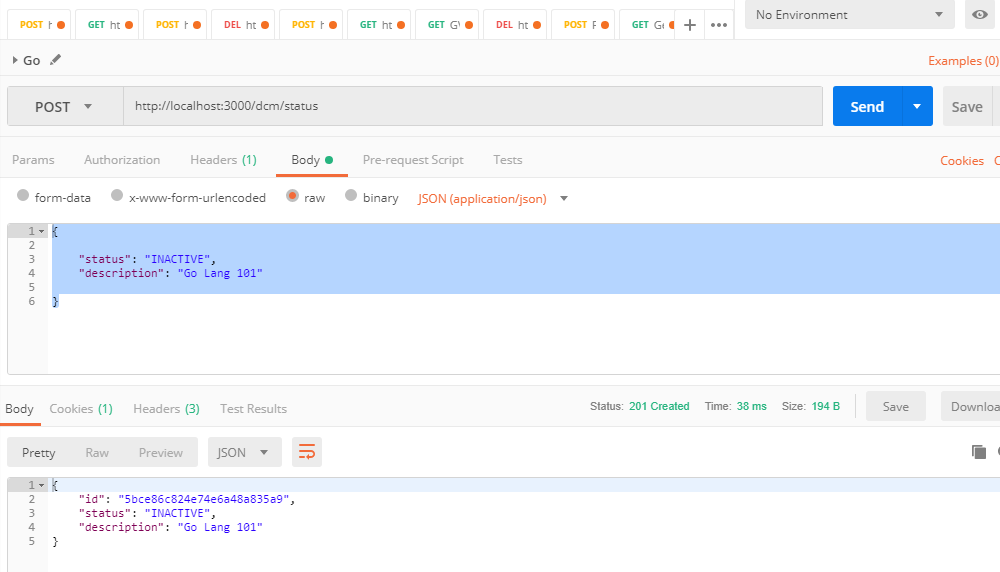 POST h GET ht POST h DEL ht POST h GET ht GET G\ DEL ht POST F GET Ge No Environment
Go Examples (0)
POST http://localhost:3000/dcm/status Send Save
Params Authorization Headers (1) Body Pre-request Script Tests Cookies
form-data x-www-form-urlencoded raw binary JSON (application/json)
1 {
2
3 "status": "INACTIVE",
4 "description": "Go Lang 101"
5
6 }
Body Cookies (1) Headers (3) Test Results Status: 201 Created Time: 38 ms Size: 194 B Save Downloa
Pretty Raw Preview JSON
1 {
2 "id": "5bce86c824e74e6a48a835a9",
3 "status": "INACTIVE",
4 "description": "Go Lang 101"
5 }